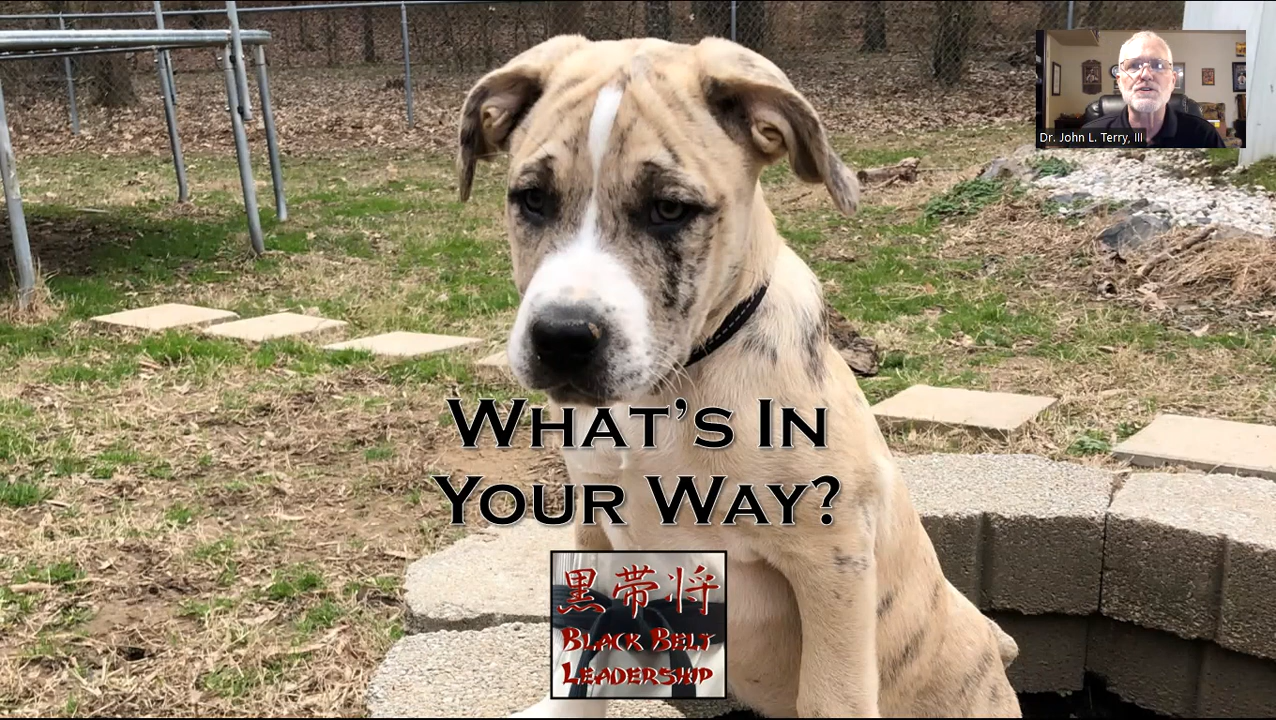 Dr. John L. Terry, III
What's In
Your Way?
黒帯将
Black Belt
Leadership